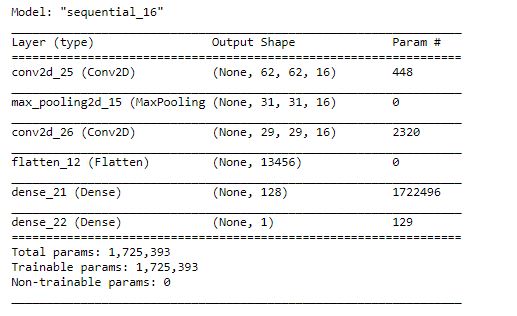 Model: "sequential_16"
Layer (type) Output Shape Param #
conv2d_25 (Conv2D) (None, 62, 62, 16) 448
max_pooling2d_15 (MaxPooling (None, 31, 31, 16) 0
conv2d_26 (Conv2D) (None, 29, 29, 16) 2320
flatten_12 (Flatten) (None, 13456) 0
dense_21 (Dense) (None, 128) 1722496
dense_22 (Dense) (None, 1) 129
Total params: 1,725,393
Trainable params: 1,725,393
Non-trainable params: 0